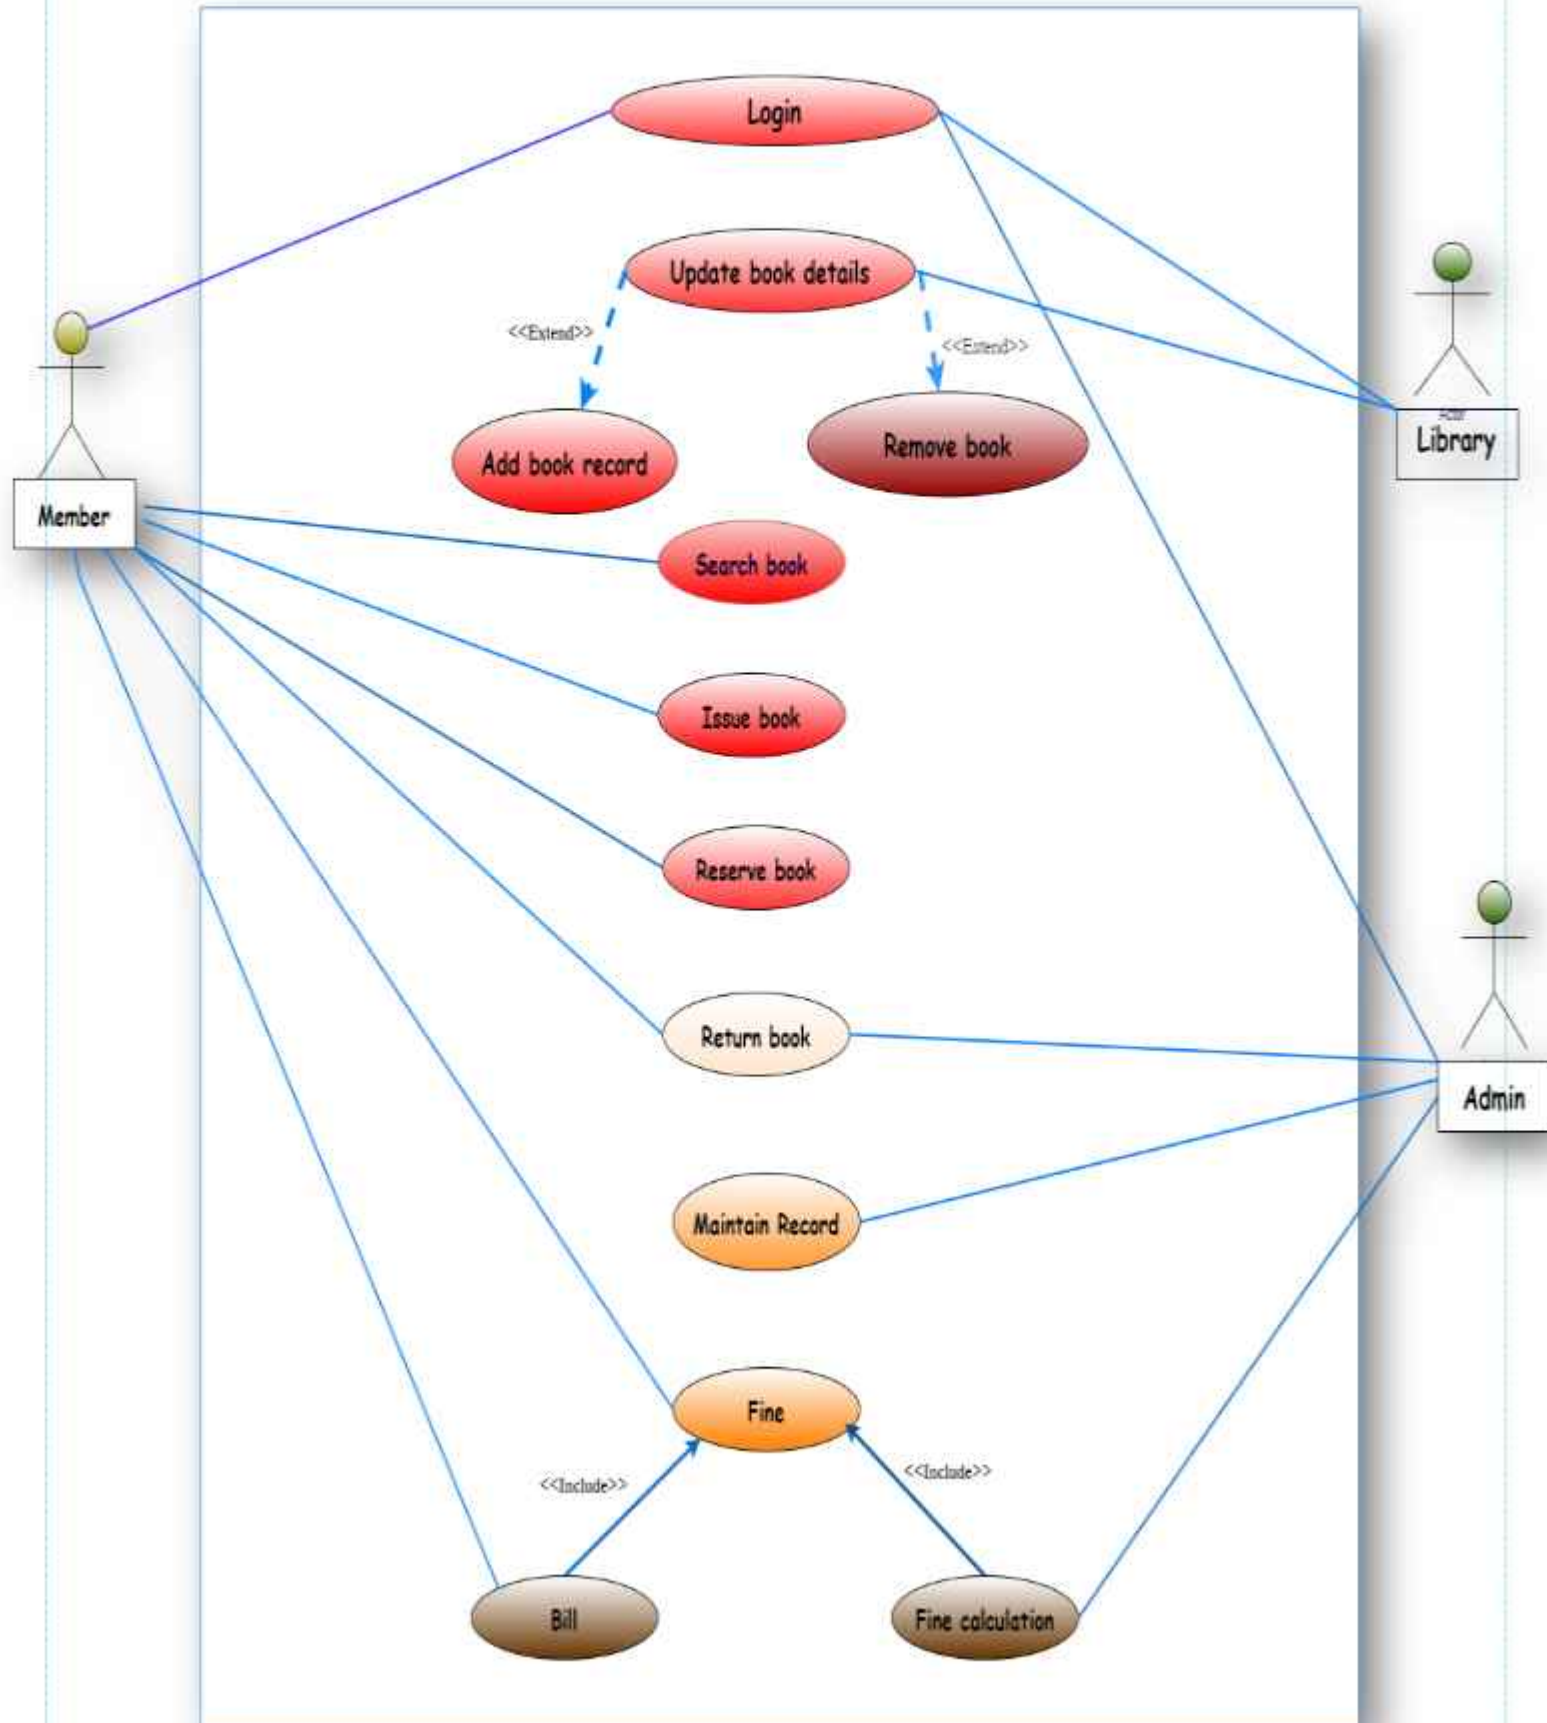 Login
Update book details
<<Extend>>
<<Extend>>
Actor
Library
Add book record
Remove book
Member
Search book
Issue book
Reserve book
Return book
Admin
Maintain Record
Fine
<<Include>>
<<Include>>
Bill
Fine calculation